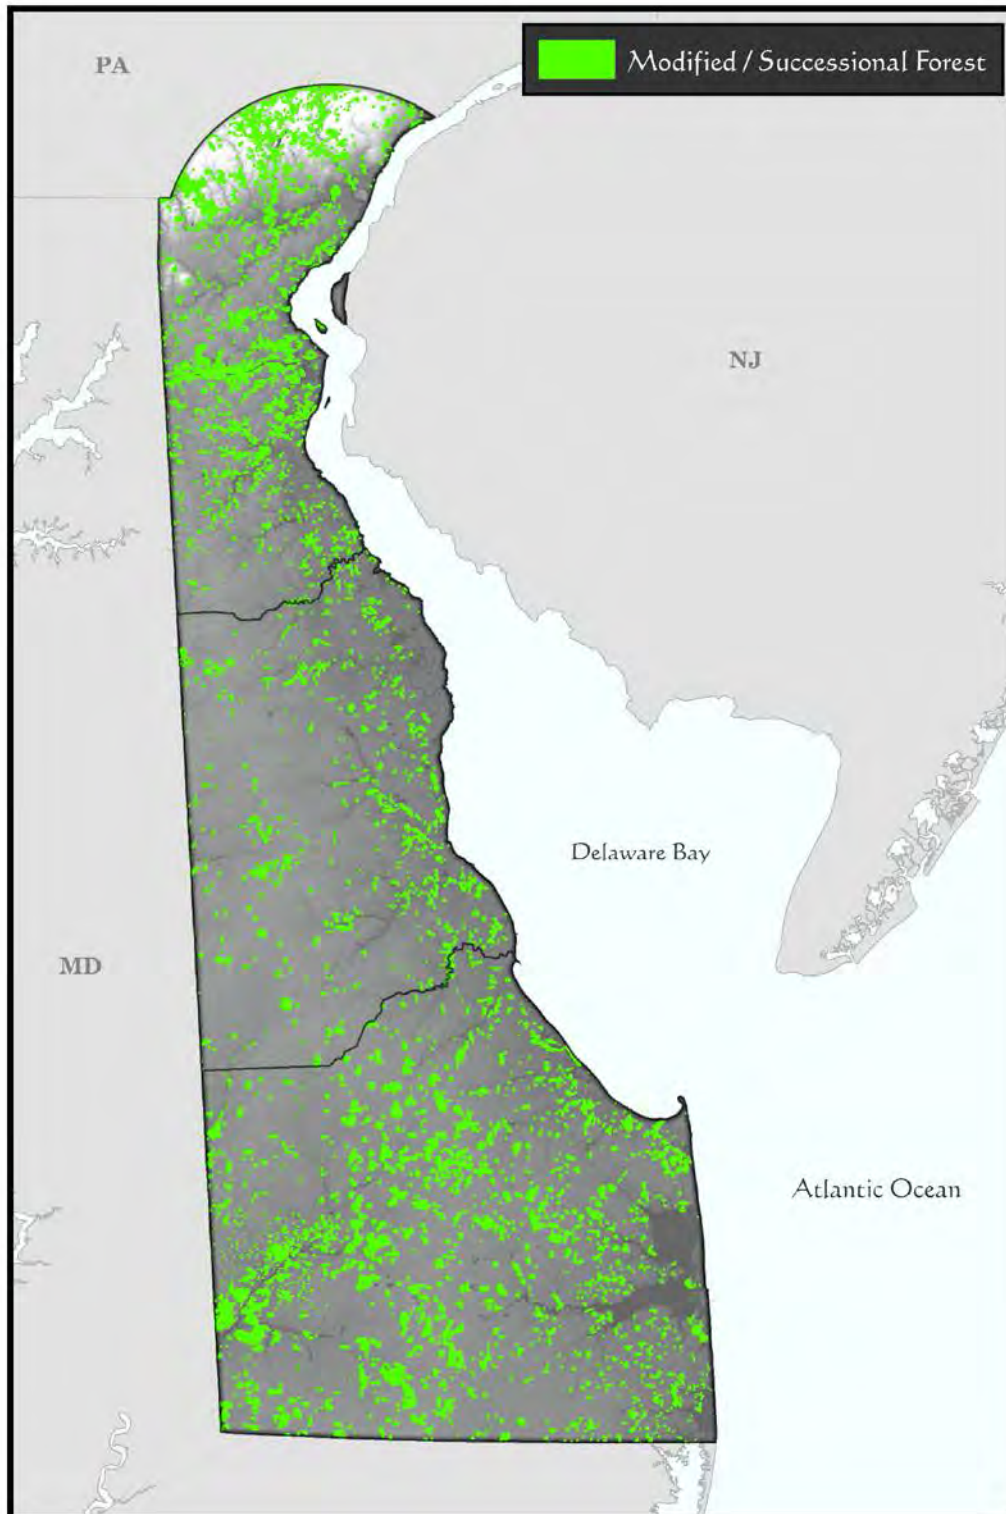 Modified / Successional Forest
PA
NJ
Delaware Bay
MD
Atlantic Ocean